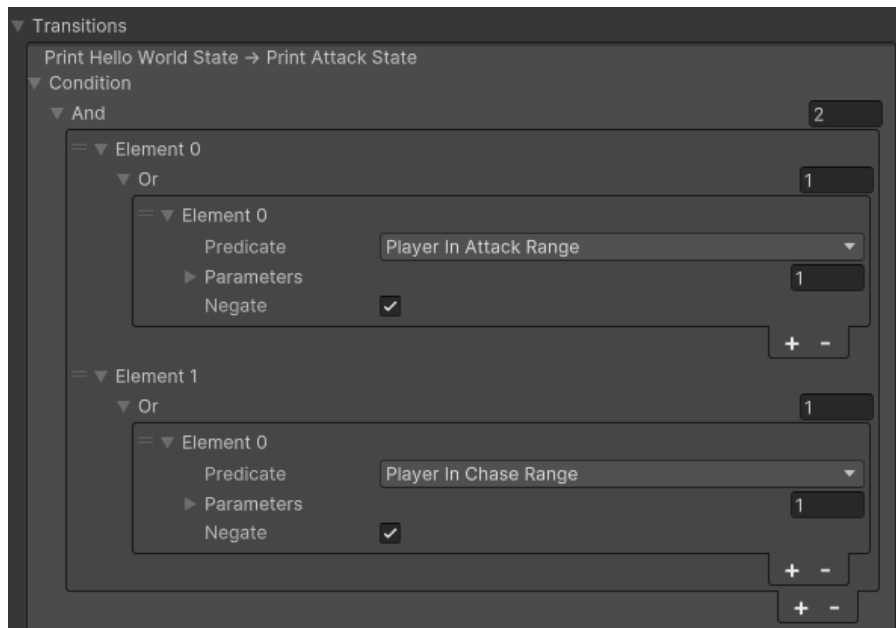 Transitions
Print Hello World State → Print Attack State
Condition
And 2
Element 0
Or 1
Element 0
Predicate Player In Attack Range
Parameters 1
Negate
+ -
Element 1
Or 1
Element 0
Predicate Player In Chase Range
Parameters 1
Negate
+ -
+ -